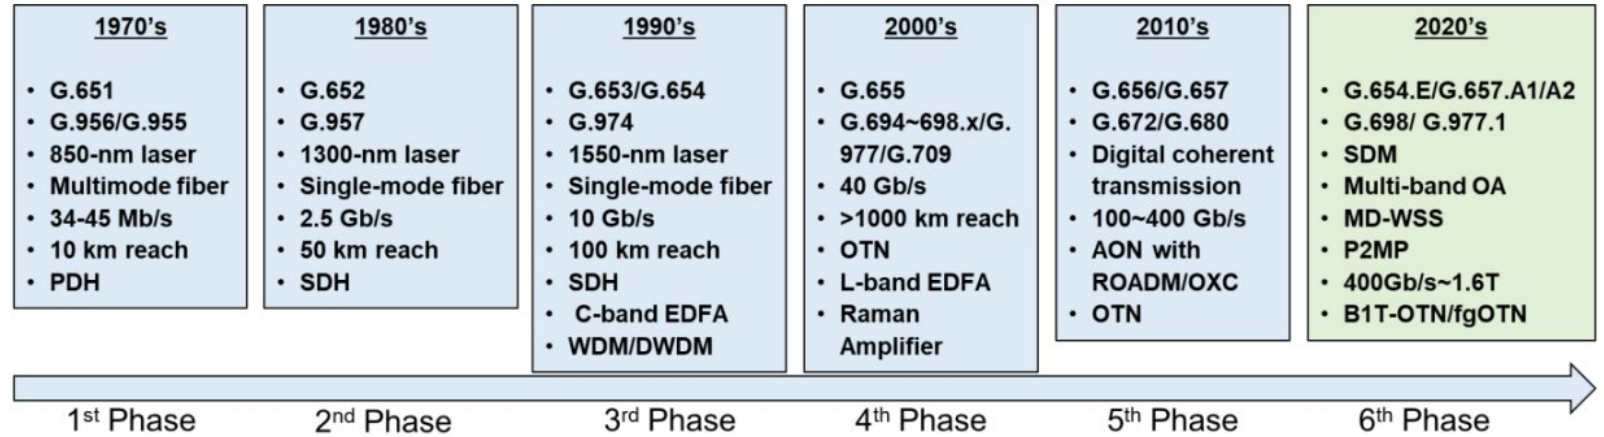 1970's
• G.651
• G.956/G.955
• 850-nm laser
• Multimode fiber
• 34-45 Mb/s
• 10 km reach
• PDH
1980's
• G.652
• G.957
• 1300-nm laser
• Single-mode fiber
• 2.5 Gb/s
• 50 km reach
• SDH
1990's
• G.653/G.654
• G.974
• 1550-nm laser
• Single-mode fiber
• 10 Gb/s
• 100 km reach
• SDH
• C-band EDFA
• WDM/DWDM
2000's
• G.655
• G.694~698.x/G.
977/G.709
• 40 Gb/s
• >1000 km reach
• OTN
• L-band EDFA
• Raman
Amplifier
2010's
• G.656/G.657
• G.672/G.680
• Digital coherent
transmission
• 100~400 Gb/s
• AON with
ROADM/OXC
• OTN
2020's
• G.654.E/G.657.A1/A2
• G.698/ G.977.1
• SDM
• Multi-band OA
• MD-WSS
• P2MP
• 400Gb/s~1.6T
• B1T-OTN/fgOTN
1st Phase
2nd Phase
3rd Phase
4th Phase
5th Phase
6th Phase